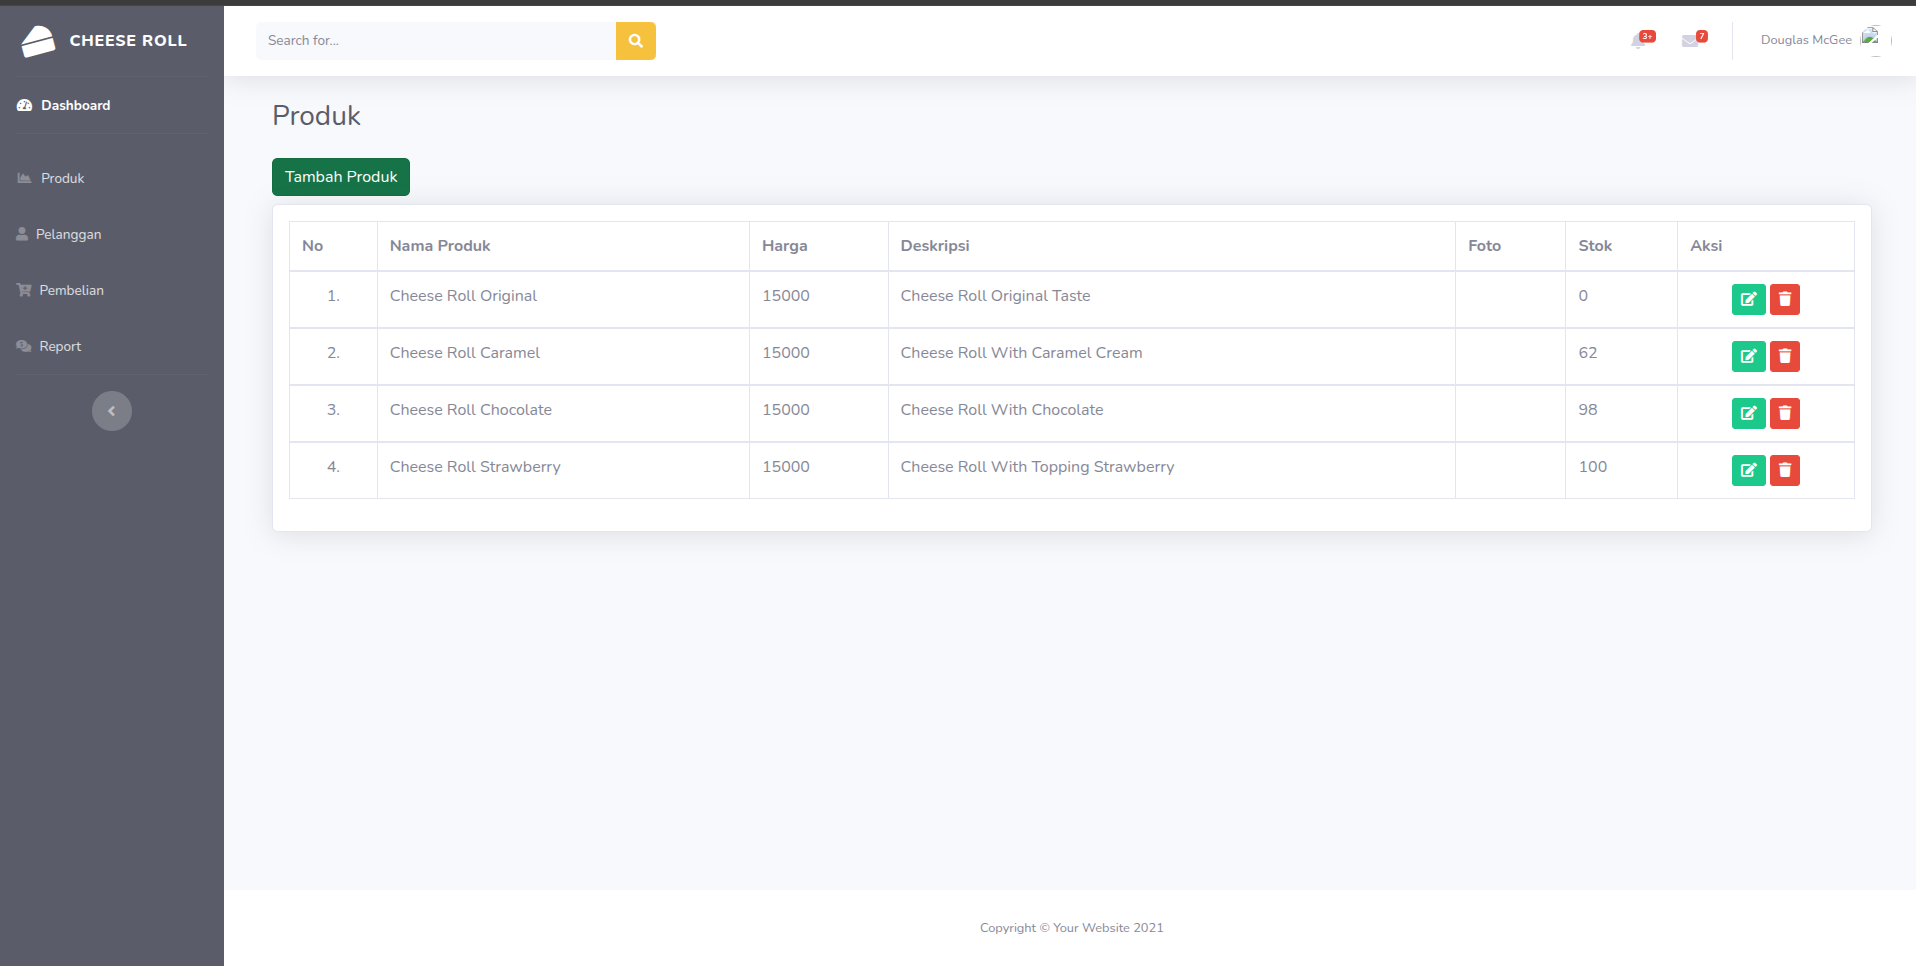 CHEESE ROLL
Search for...
3+
7
Douglas McGee
Dashboard
Produk
Pelanggan
Pembelian
Report
Produk
Tambah Produk
No Nama Produk Harga Deskripsi Foto Stok Aksi
1. Cheese Roll Original 15000 Cheese Roll Original Taste 0
2. Cheese Roll Caramel 15000 Cheese Roll With Caramel Cream 62
3. Cheese Roll Chocolate 15000 Cheese Roll With Chocolate 98
4. Cheese Roll Strawberry 15000 Cheese Roll With Topping Strawberry 100
Copyright © Your Website 2021